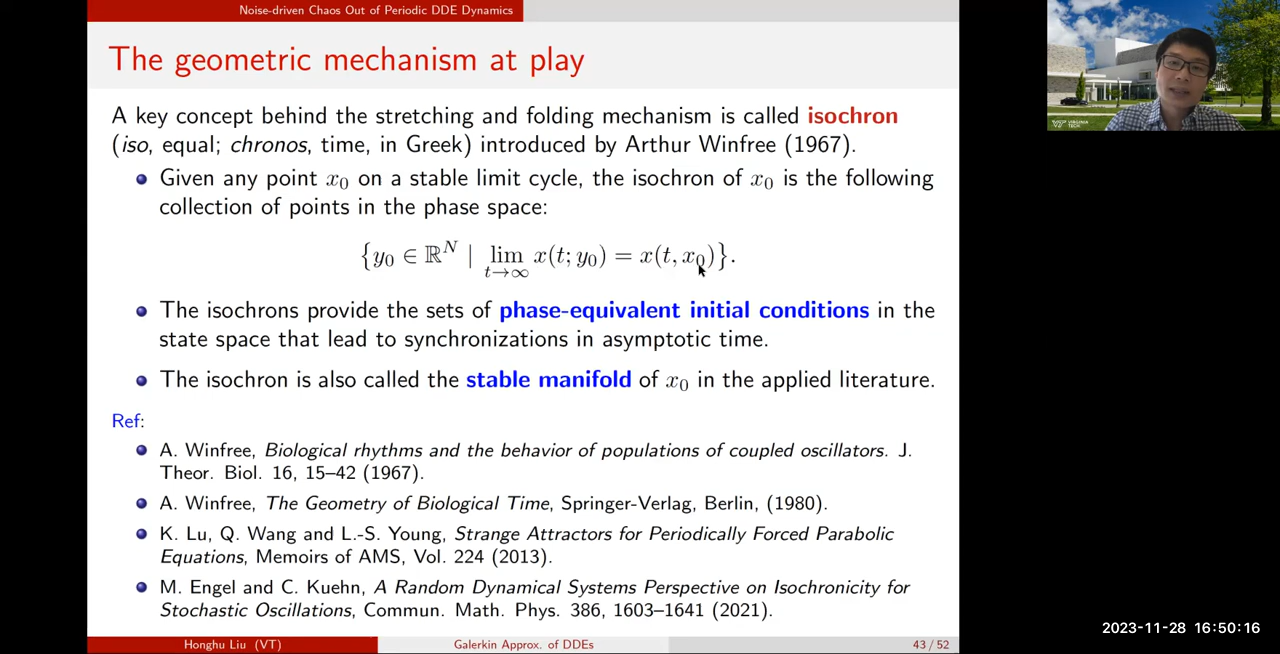 Noise-driven Chaos Out of Periodic DDE Dynamics
The geometric mechanism at play
A key concept behind the stretching and folding mechanism is called isochron
(iso, equal; chronos, time, in Greek) introduced by Arthur Winfree (1967).
Given any point x₀ on a stable limit cycle, the isochron of x₀ is the following
collection of points in the phase space:
{y₀ ∈ ℝᴺ | lim_{t→∞} x(t; y₀) = x(t, x₀)}.
The isochrons provide the sets of phase-equivalent initial conditions in the
state space that lead to synchronizations in asymptotic time.
The isochron is also called the stable manifold of x₀ in the applied literature.
Ref:
A. Winfree, Biological rhythms and the behavior of populations of coupled oscillators. J.
Theor. Biol. 16, 15–42 (1967).
A. Winfree, The Geometry of Biological Time, Springer-Verlag, Berlin, (1980).
K. Lu, Q. Wang and L.-S. Young, Strange Attractors for Periodically Forced Parabolic
Equations, Memoirs of AMS, Vol. 224 (2013).
M. Engel and C. Kuehn, A Random Dynamical Systems Perspective on Isochronicity for
Stochastic Oscillations, Commun. Math. Phys. 386, 1603–1641 (2021).
Honghu Liu (VT)
Galerkin Approx. of DDEs
43 / 52
VIRGINIA
TECH
2023-11-28 16:50:16